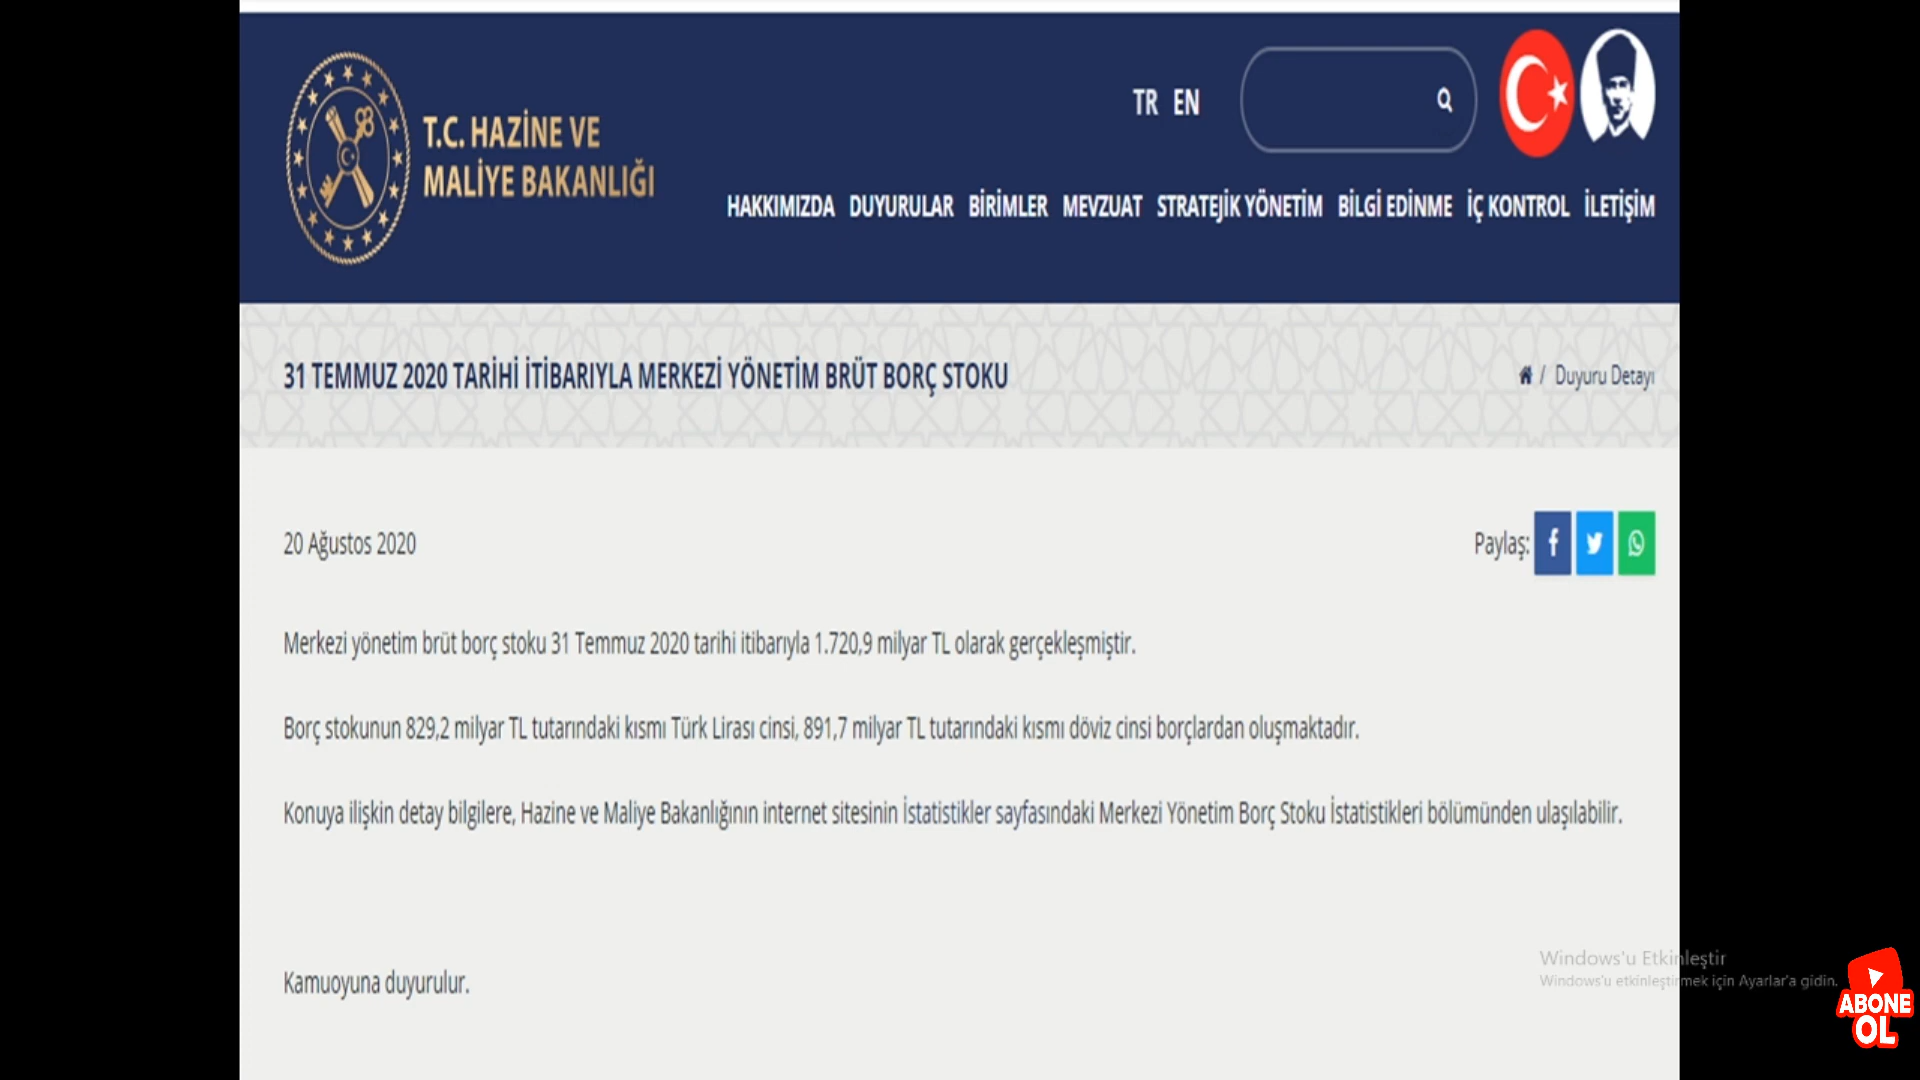 T.C. HAZİNE VE
MALİYE BAKANLIĞI
TR EN
HAKKIMIZDA DUYURULAR BİRİMLER MEVZUAT STRATEJİK YÖNETİM BİLGİ EDİNME İÇ KONTROL İLETİŞİM
31 TEMMUZ 2020 TARİHİ İTİBARIYLA MERKEZİ YÖNETİM BRÜT BORÇ STOKU
/ Duyuru Detayı
20 Ağustos 2020
Paylaş:
Merkezi yönetim brüt borç stoku 31 Temmuz 2020 tarihi itibarıyla 1.720,9 milyar TL olarak gerçekleşmiştir.
Borç stokunun 829,2 milyar TL tutarındaki kısmı Türk Lirası cinsi, 891,7 milyar TL tutarındaki kısmı döviz cinsi borçlardan oluşmaktadır.
Konuya ilişkin detay bilgilere, Hazine ve Maliye Bakanlığının internet sitesinin İstatistikler sayfasındaki Merkezi Yönetim Borç Stoku İstatistikleri bölümünden ulaşılabilir.
Kamuoyuna duyurulur.
Windows'u Etkinleştir
Windows'u etkinleştirmek için Ayarlar'a gidin.
ABONE
OL